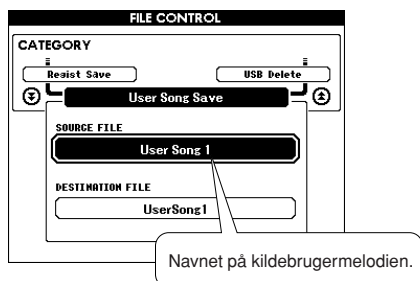 FILE CONTROL
CATEGORY
Regist Save
USB Delete
User Song Save
SOURCE FILE
User Song 1
DESTINATION FILE
UserSong1
Navnet på kildebrugermelodien.